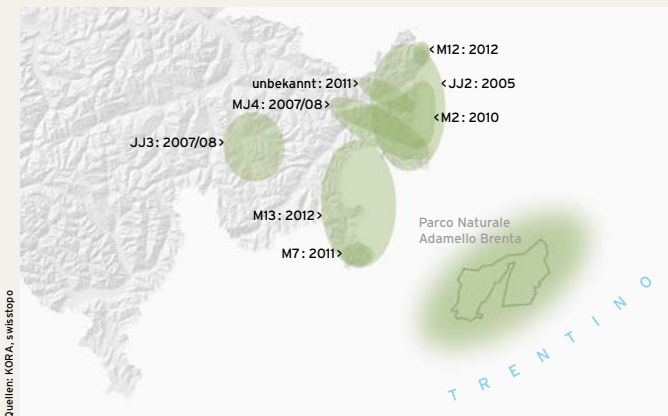 M12: 2012
unbekannt: 2011
JJ2: 2005
MJ4: 2007/08
M2: 2010
JJ3: 2007/08
M13: 2012
Parco Naturale
Adamello Brenta
M7: 2011
TRENTINO
Quellen: KORA, swisstopo